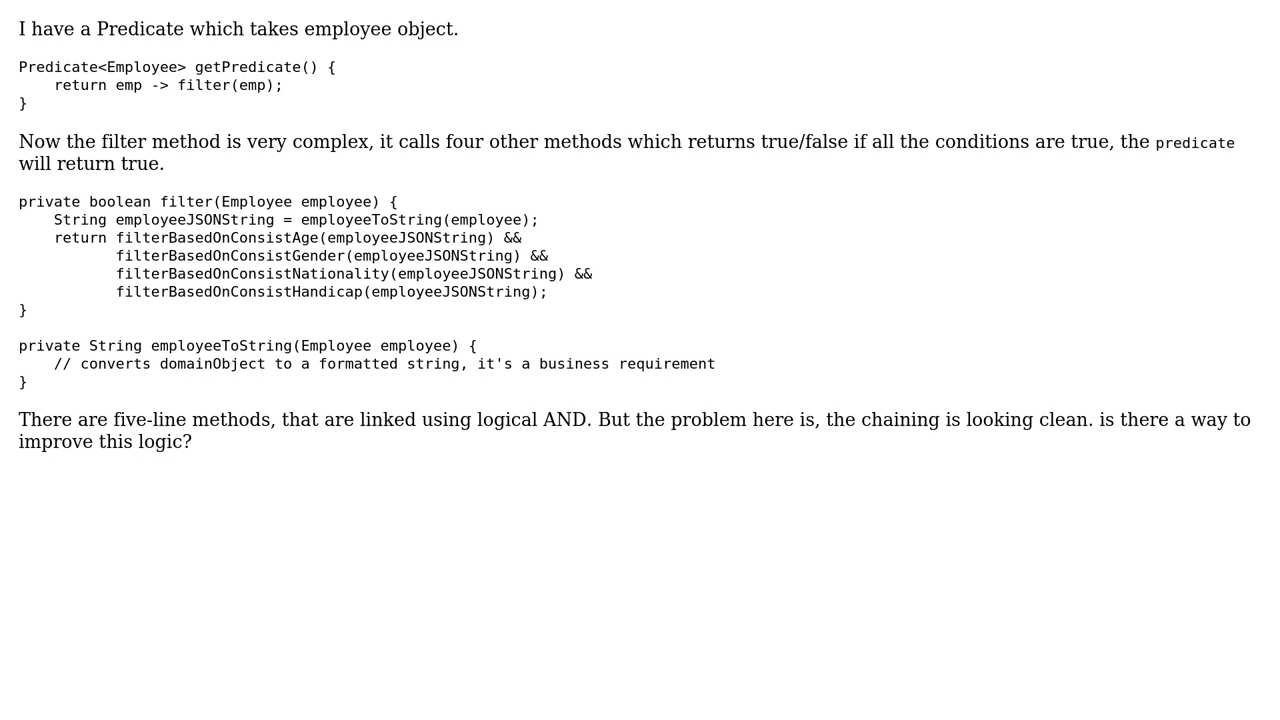 I have a Predicate which takes employee object.
Predicate<Employee> getPredicate() {
    return emp -> filter(emp);
}
Now the filter method is very complex, it calls four other methods which returns true/false if all the conditions are true, the predicate
will return true.
private boolean filter(Employee employee) {
    String employeeJSONString = employeeToString(employee);
    return filterBasedOnConsistAge(employeeJSONString) &&
           filterBasedOnConsistGender(employeeJSONString) &&
           filterBasedOnConsistNationality(employeeJSONString) &&
           filterBasedOnConsistHandicap(employeeJSONString);
}
private String employeeToString(Employee employee) {
    // converts domainObject to a formatted string, it's a business requirement
}
There are five-line methods, that are linked using logical AND. But the problem here is, the chaining is looking clean. is there a way to
improve this logic?